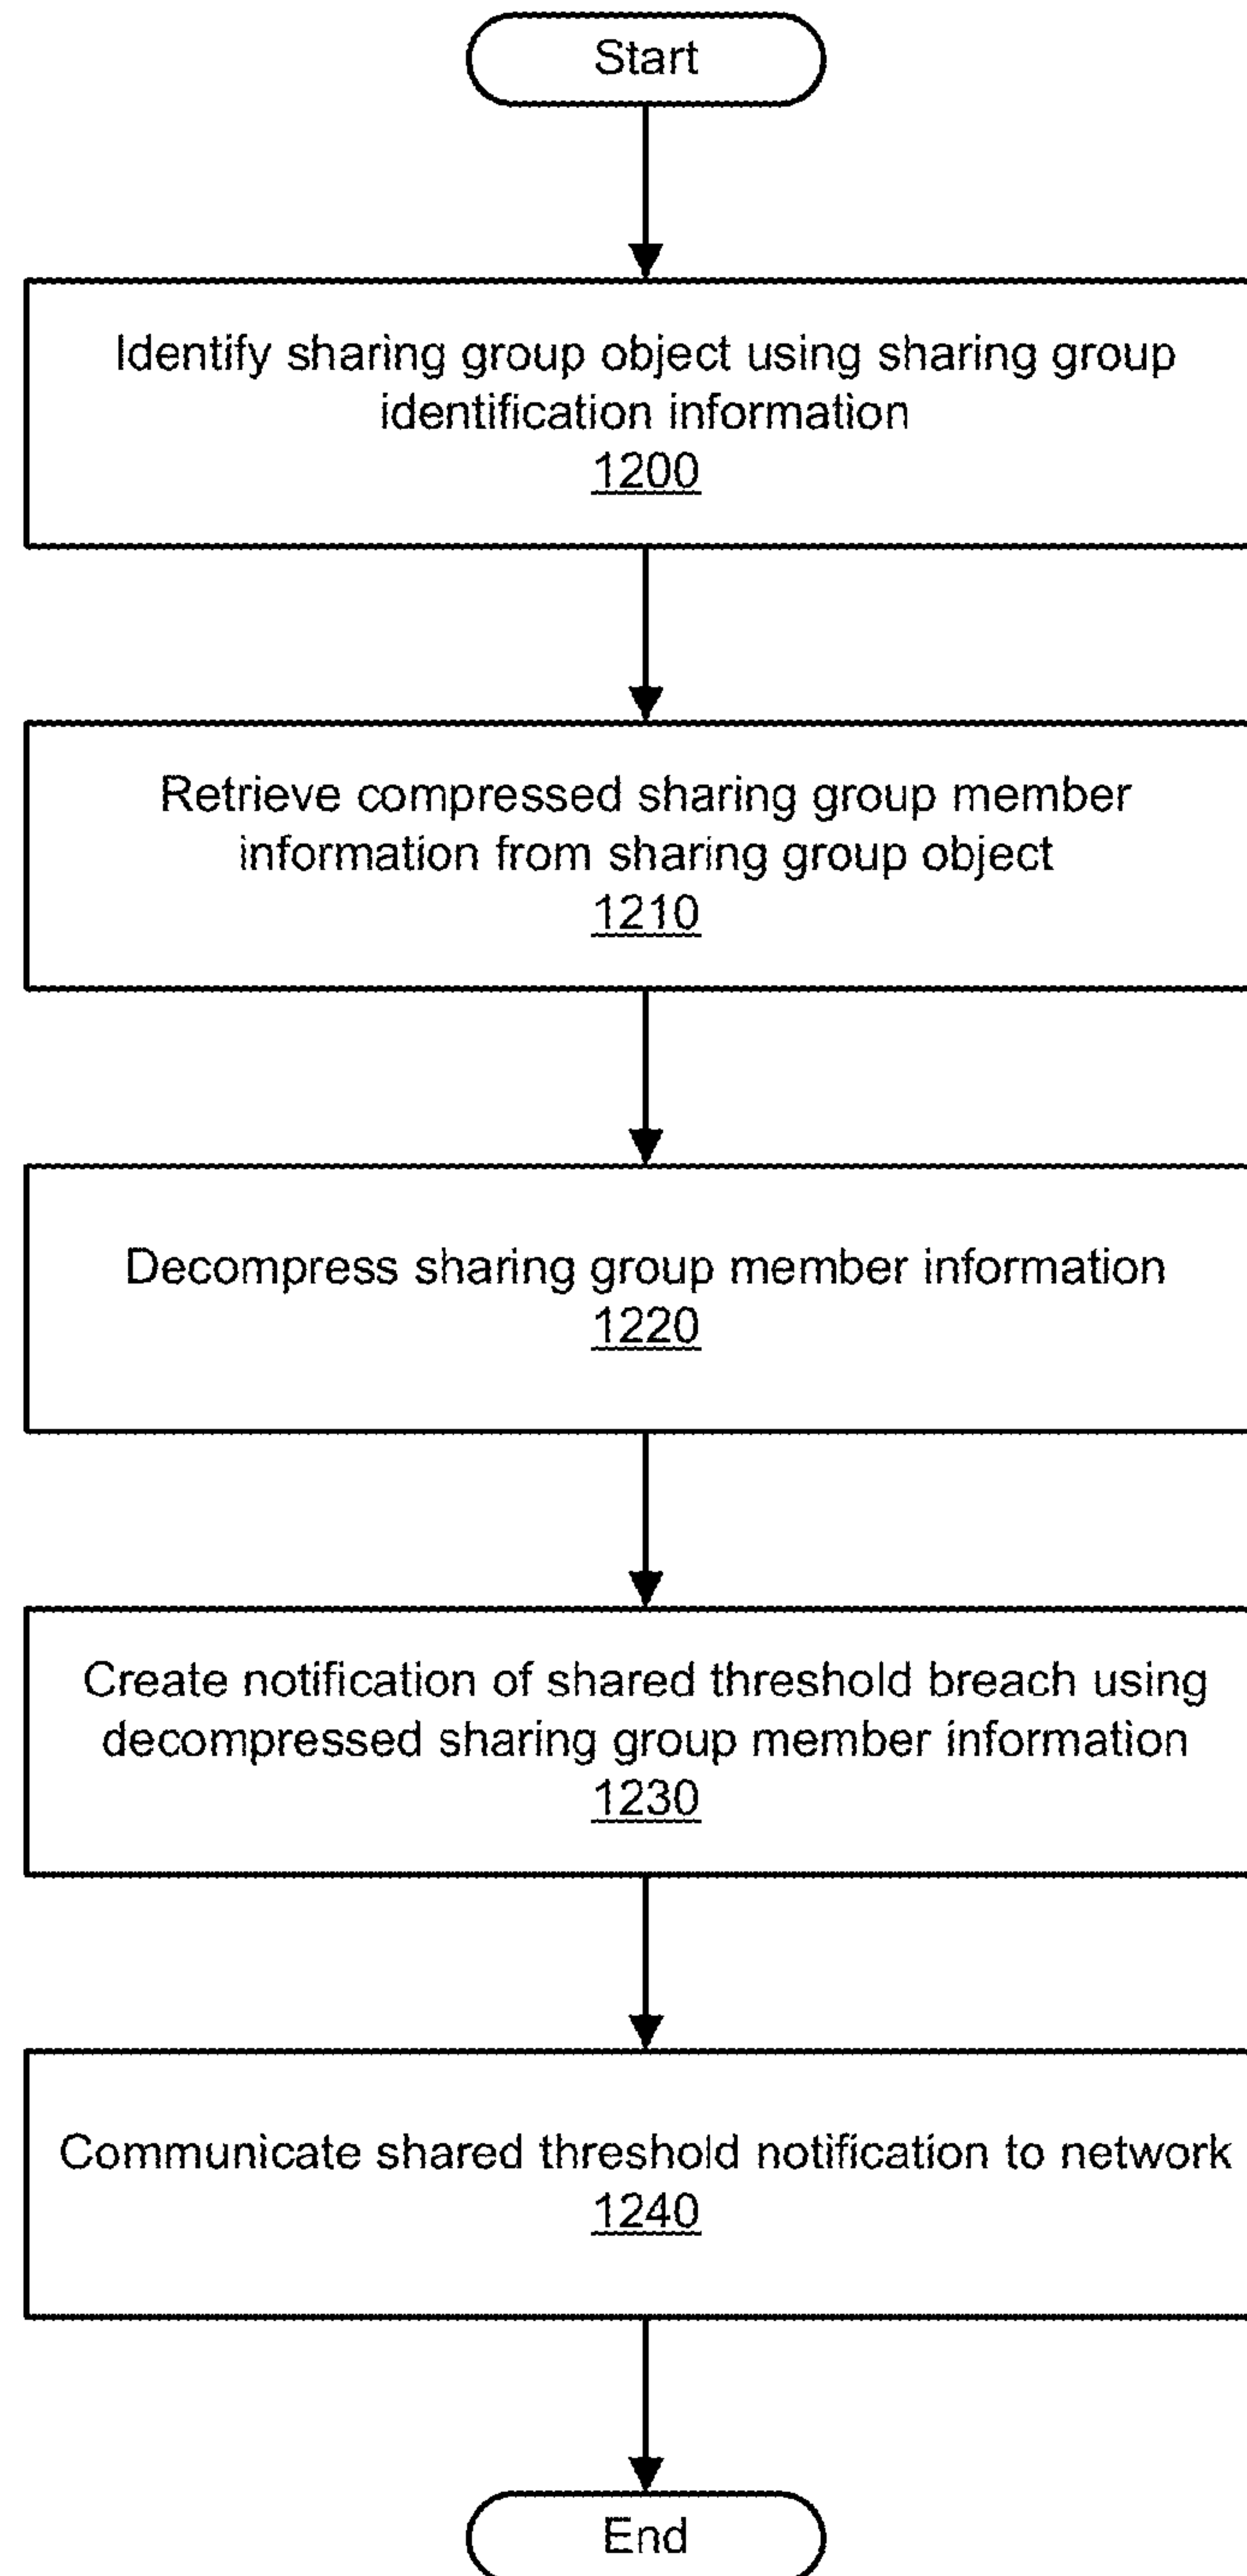 Start
Identify sharing group object using sharing group
identification information
1200
Retrieve compressed sharing group member
information from sharing group object
1210
Decompress sharing group member information
1220
Create notification of shared threshold breach using
decompressed sharing group member information
1230
Communicate shared threshold notification to network
1240
End